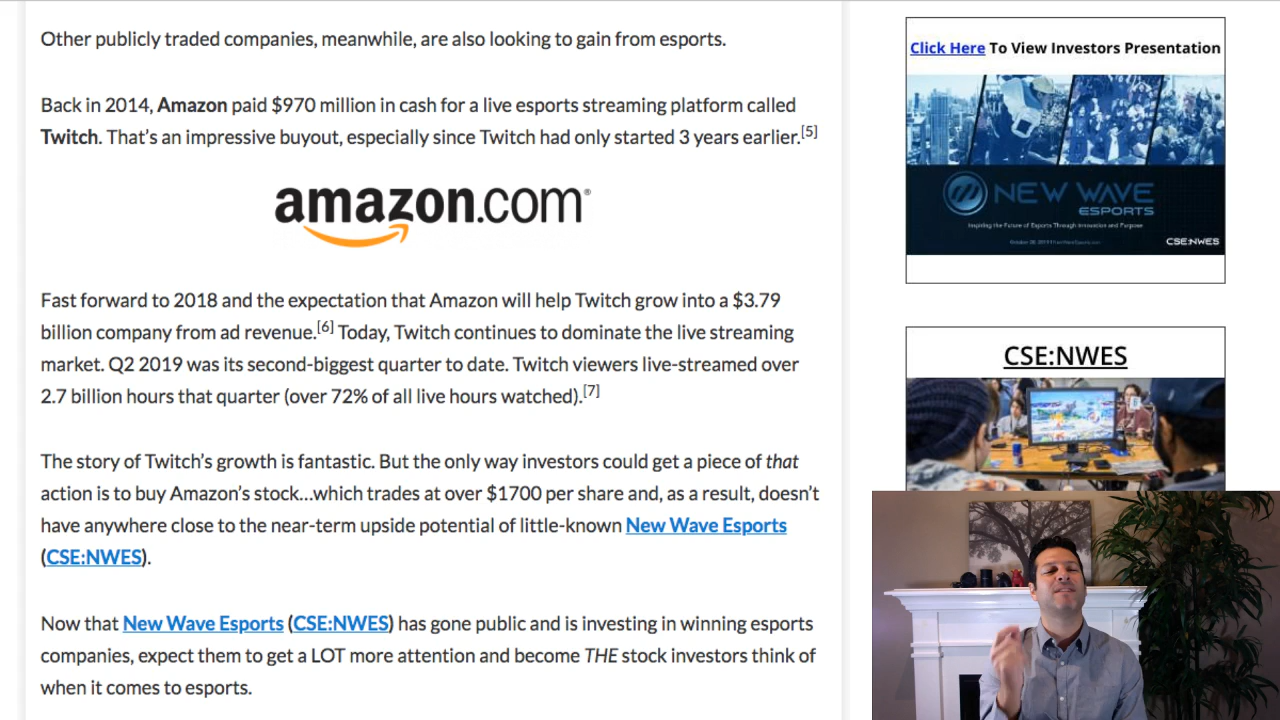 Other publicly traded companies, meanwhile, are also looking to gain from esports.
Back in 2014, Amazon paid $970 million in cash for a live esports streaming platform called
Twitch. That's an impressive buyout, especially since Twitch had only started 3 years earlier.[5]
amazon.com®
Fast forward to 2018 and the expectation that Amazon will help Twitch grow into a $3.79
billion company from ad revenue.[6] Today, Twitch continues to dominate the live streaming
market. Q2 2019 was its second-biggest quarter to date. Twitch viewers live-streamed over
2.7 billion hours that quarter (over 72% of all live hours watched).[7]
The story of Twitch's growth is fantastic. But the only way investors could get a piece of that
action is to buy Amazon's stock...which trades at over $1700 per share and, as a result, doesn't
have anywhere close to the near-term upside potential of little-known New Wave Esports
(CSE:NWES).
Now that New Wave Esports (CSE:NWES) has gone public and is investing in winning esports
companies, expect them to get a LOT more attention and become THE stock investors think of
when it comes to esports.
Click Here To View Investors Presentation
NEW WAVE
ESPORTS
Inspiring the Future of Esports Through Innovation and Purpose
CSE:NWES
CSE:NWES